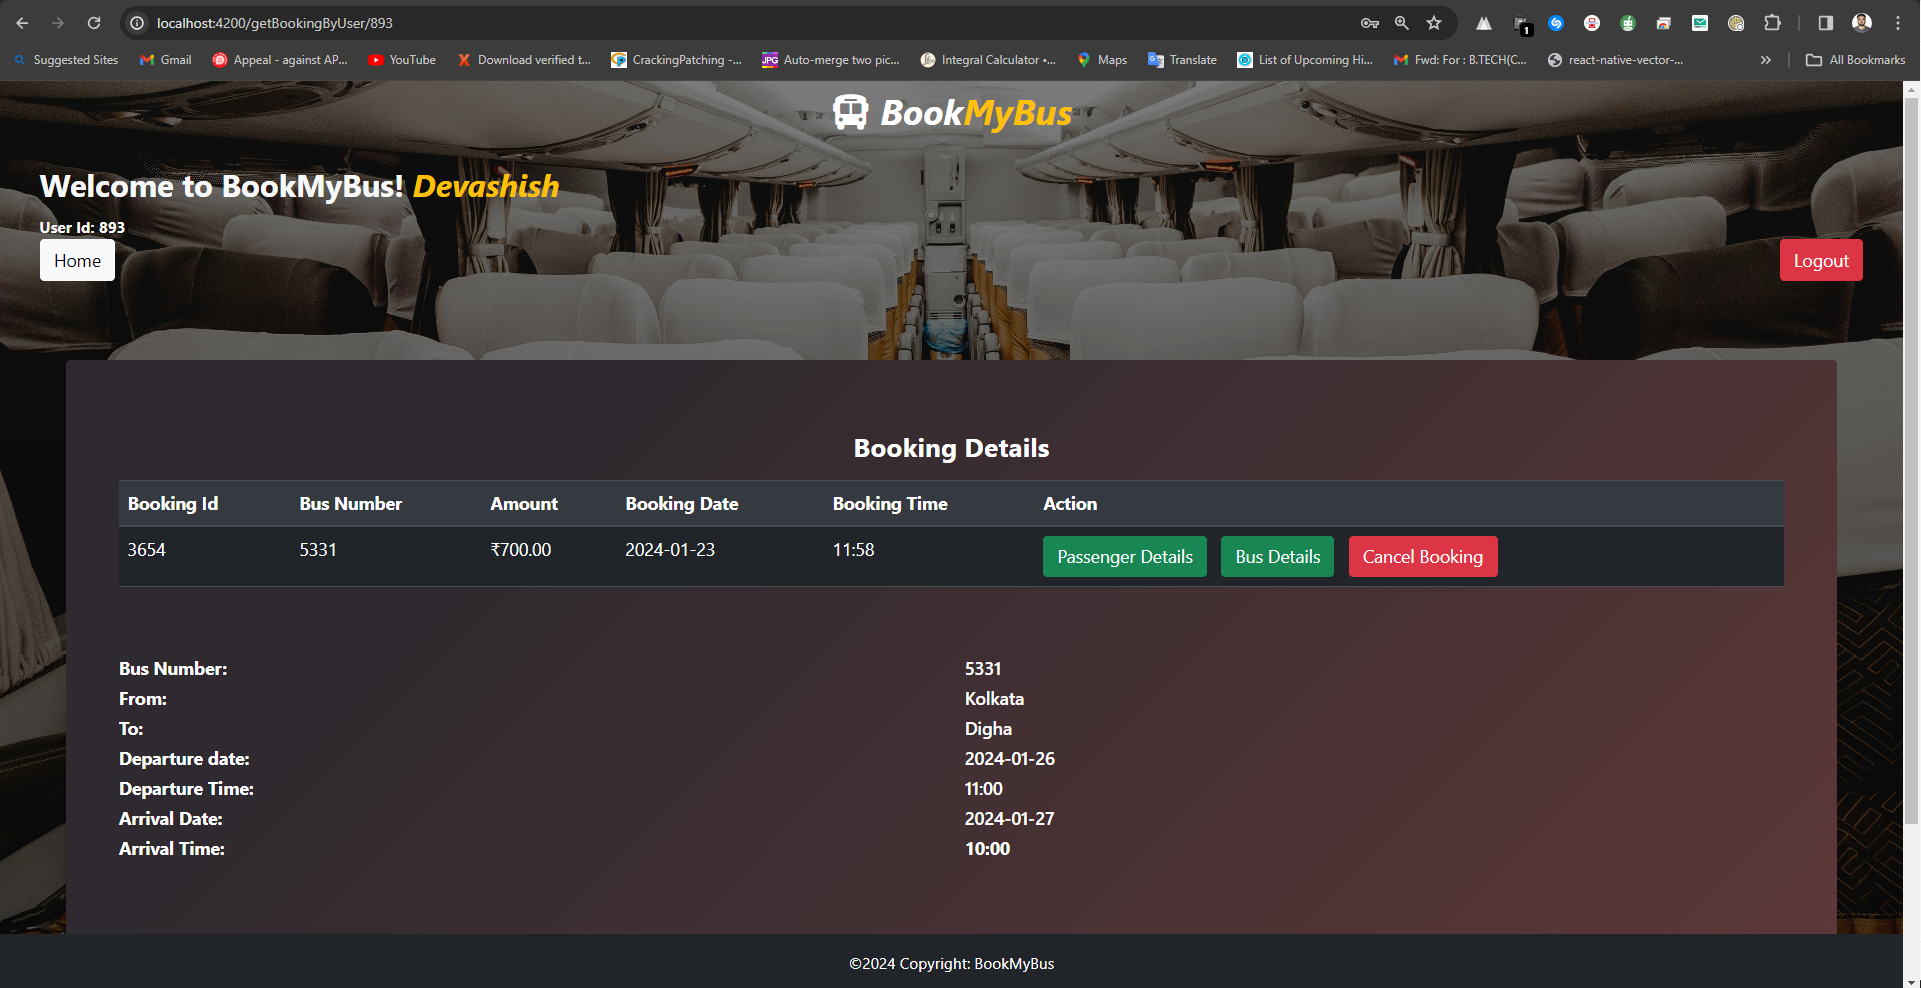 localhost:4200/getBookingByUser/893
1
Suggested Sites Gmail Appeal - against AP... YouTube Download verified t... CrackingPatching -... JPG Auto-merge two pic... Integral Calculator •... Maps Translate List of Upcoming Hi... Fwd: For : B.TECH(C... react-native-vector-... » All Bookmarks
BookMyBus
Welcome to BookMyBus! Devashish
User Id: 893
Home Logout
Booking Details
Booking Id Bus Number Amount Booking Date Booking Time Action
3654 5331 ₹700.00 2024-01-23 11:58 Passenger Details Bus Details Cancel Booking
Bus Number: 5331
From: Kolkata
To: Digha
Departure date: 2024-01-26
Departure Time: 11:00
Arrival Date: 2024-01-27
Arrival Time: 10:00
©2024 Copyright: BookMyBus